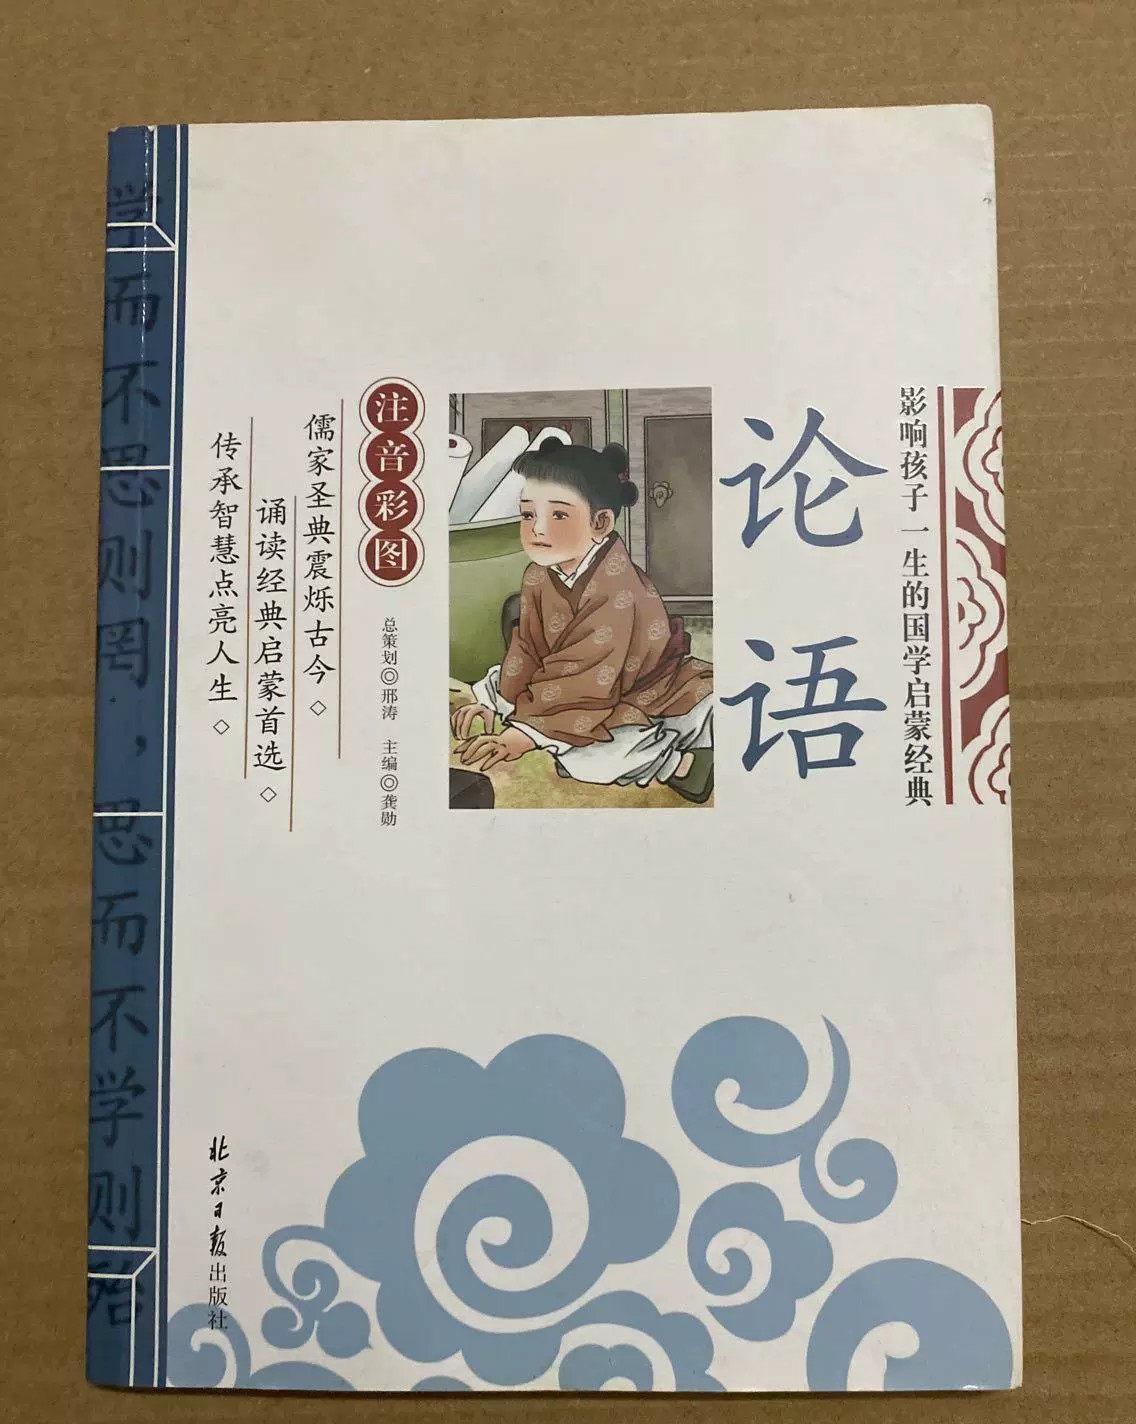 影响孩子一生的国学启蒙经典
论语
注音彩图
总策划◎邢涛 主编◎龚勋
儒家圣典震烁古今◇
诵读经典启蒙首选◇
传承智慧点亮人生◇
北京日报出版社
学而不思则罔，思而不学则殆